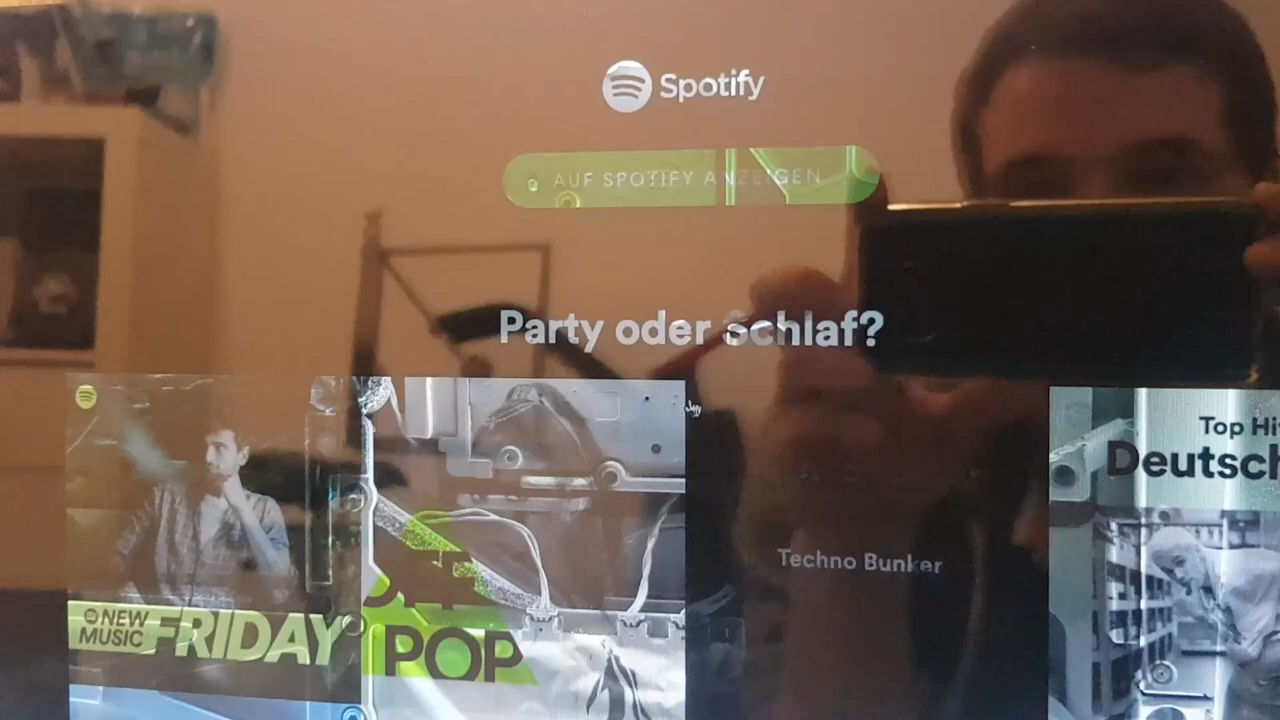 Spotify
AUF SPOTIFY ANZEIGEN
Party oder Schlaf?
NEW
MUSIC
FRIDAY
POP
Techno Bunker
Top Hi
Deutsch